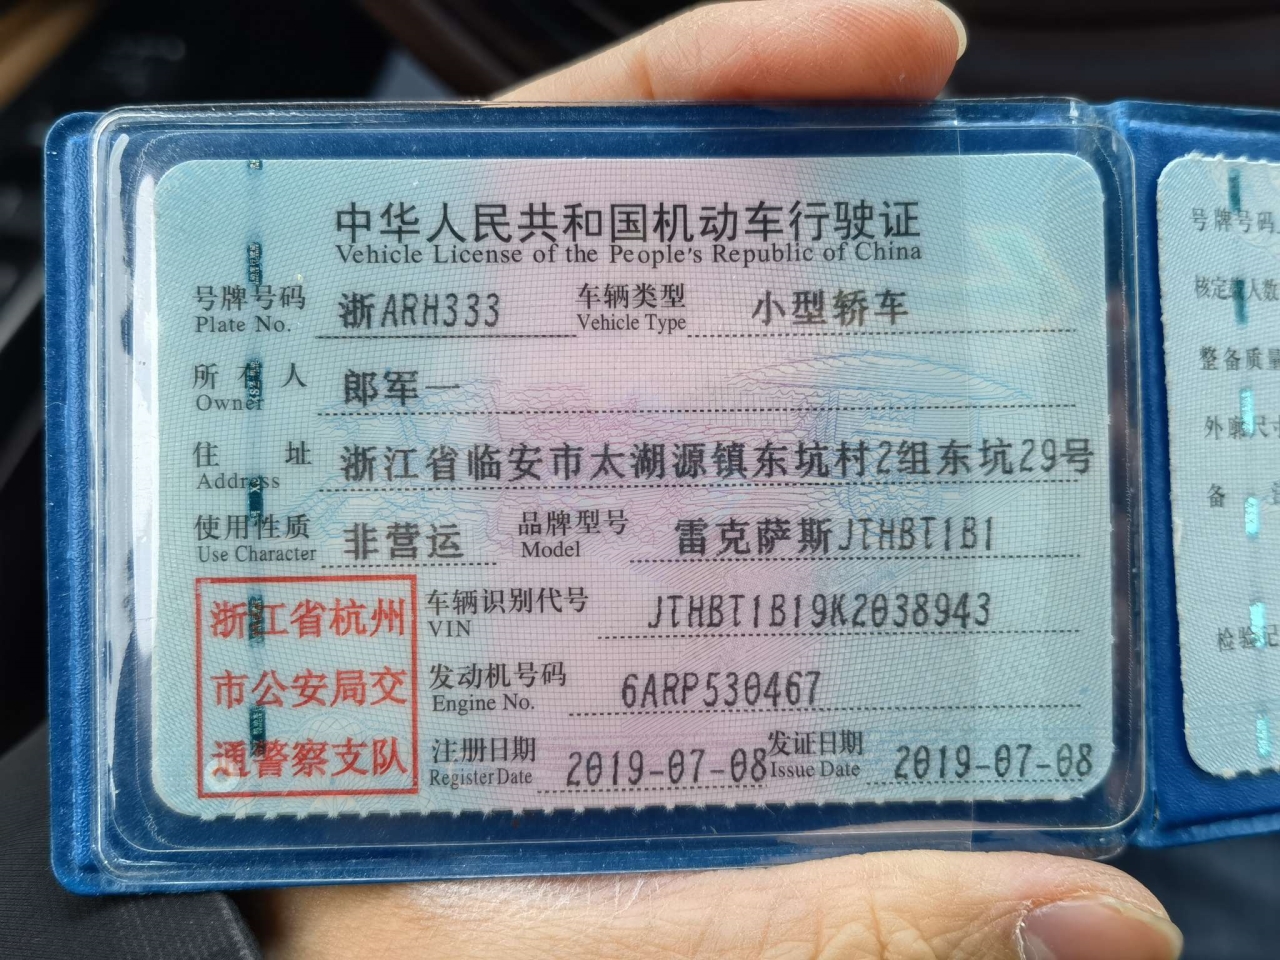 中华人民共和国机动车行驶证
Vehicle License of the People's Republic of China
号牌号码 浙ARH333 车辆类型 小型轿车
Plate No. Vehicle Type
所有人 郎军一
Owner
住址 浙江省临安市太湖源镇东坑村2组东坑29号
Address
使用性质 非营运 品牌型号 雷克萨斯JTHBT1B1
Use Character Model
浙江省杭州
市公安局交
通警察支队
车辆识别代号 JTHBT1B19K2038943
VIN
发动机号码 6ARP530467
Engine No.
注册日期 2019-07-08 发证日期 2019-07-08
Register Date Issue Date
号牌号码
核定载人数
整备质量
外廓尺寸
备
检验记